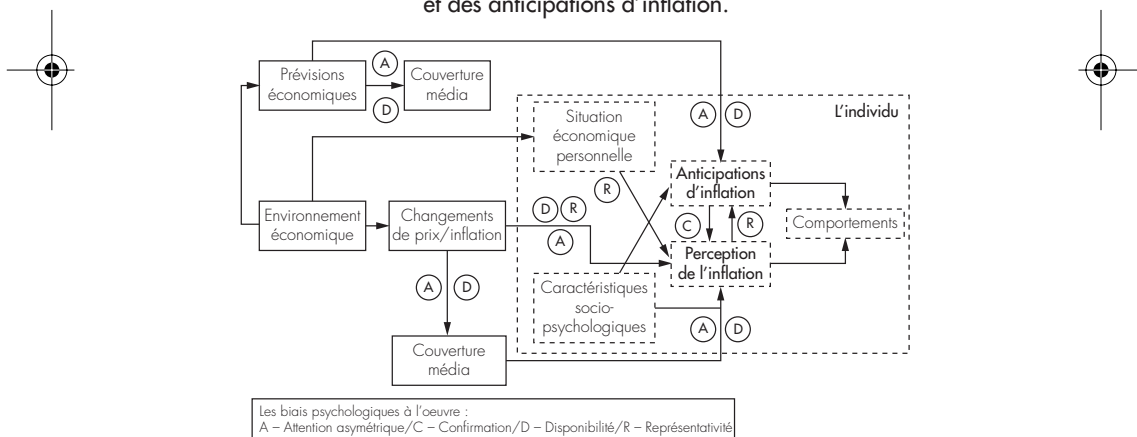 et des anticipations d'inflation.
Prévisions
économiques
A
D
Couverture
média
L'individu
Situation
économique
personnelle
A D
Anticipations
d'inflation
R
Environnement
économique
Changements
de prix/inflation
D R
A
C R
Comportements
Perception
de l'inflation
Caractéristiques
socio-
psychologiques
A D
A D
Couverture
média
Les biais psychologiques à l'oeuvre :
A – Attention asymétrique/C – Confirmation/D – Disponibilité/R – Représentativité